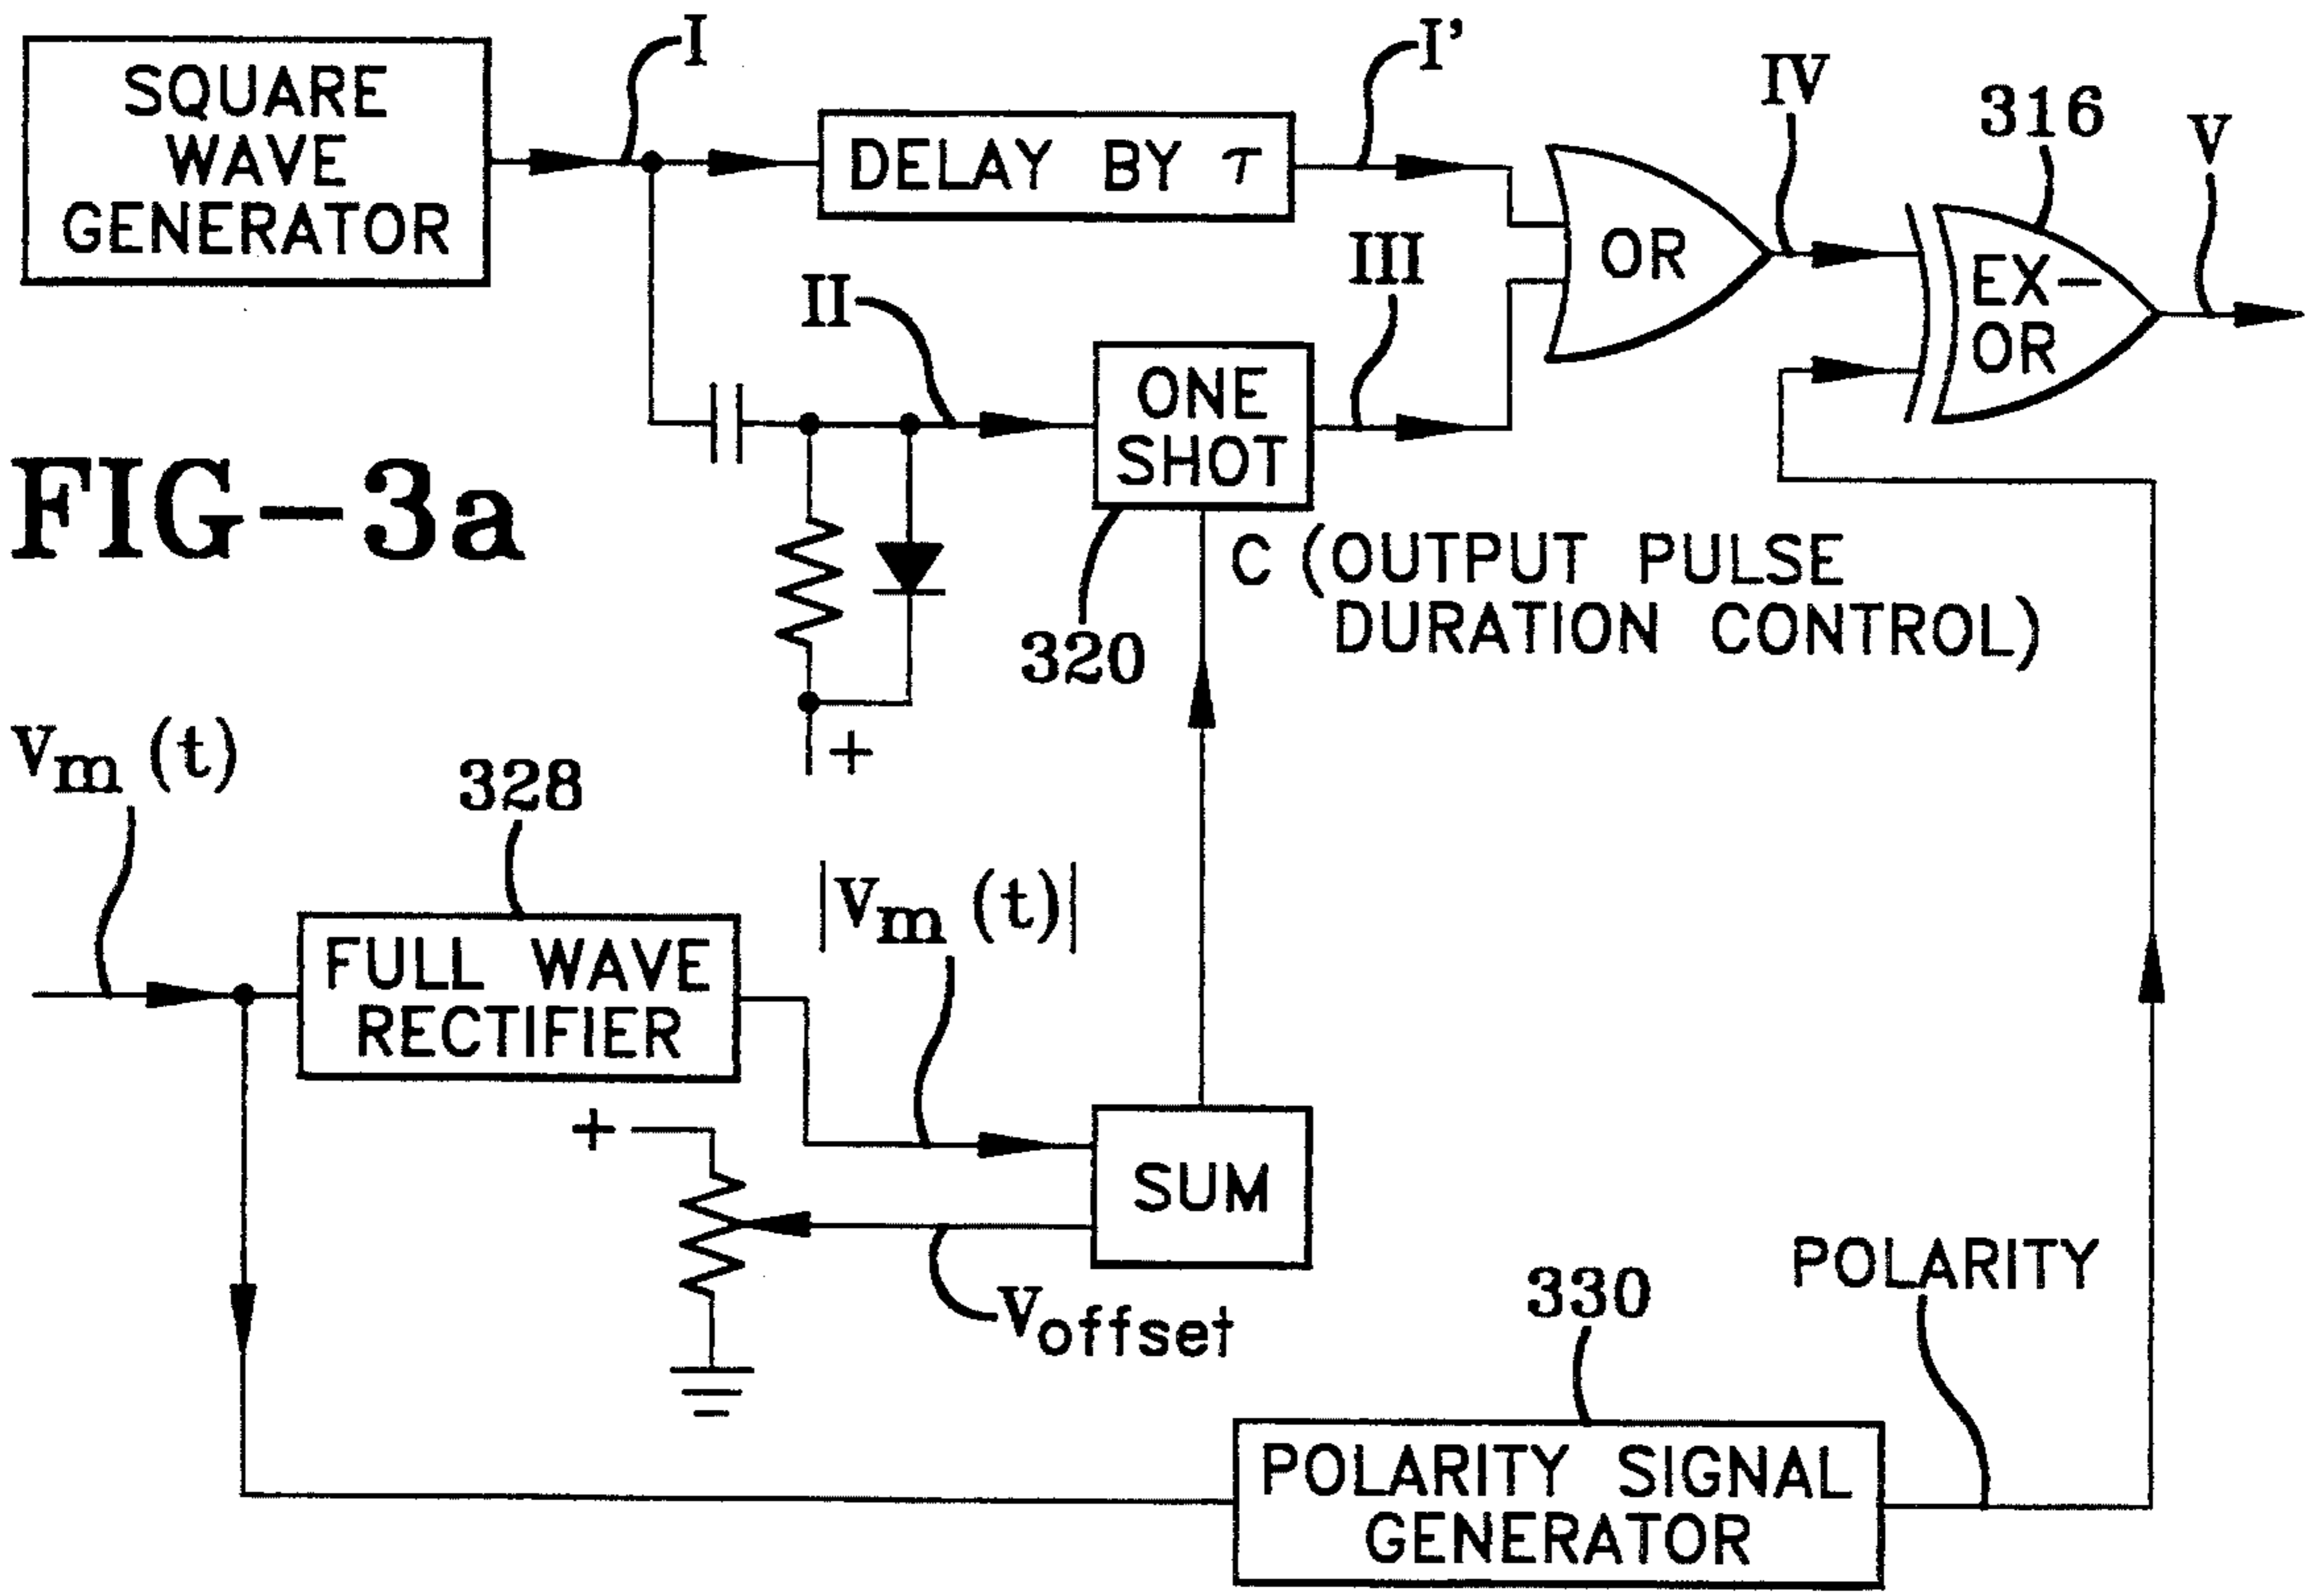 I
I'
IV
316
V
SQUARE
WAVE
GENERATOR
DELAY BY τ
OR
EX-
OR
II
III
ONE
SHOT
FIG-3a
C (OUTPUT PULSE
DURATION CONTROL)
320
+
Vm (t)
328
|Vm (t)|
FULL WAVE
RECTIFIER
+
SUM
Voffset
330
POLARITY
POLARITY SIGNAL
GENERATOR